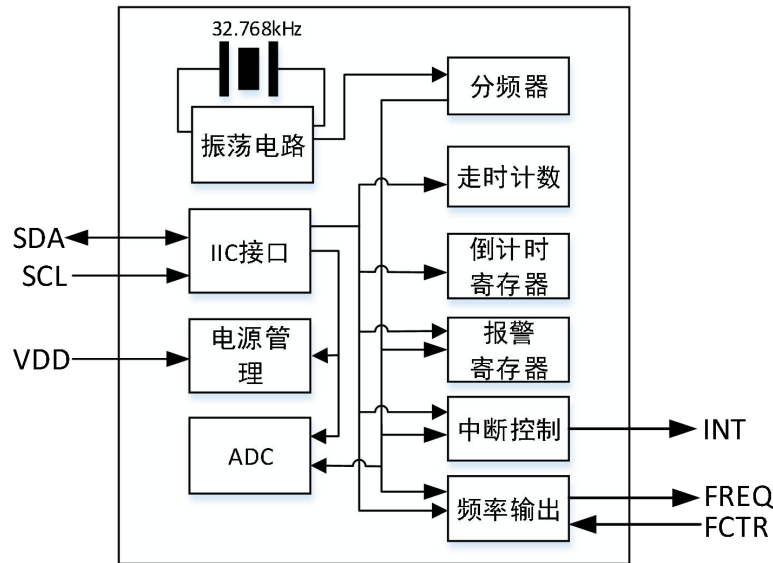 32.768kHz
振荡电路
分频器
走时计数
SDA
SCL
IIC接口
倒计时
寄存器
VDD
电源管
理
报警
寄存器
ADC
中断控制
INT
频率输出
FREQ
FCTR